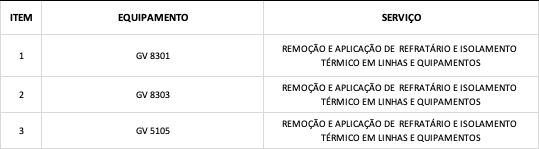 ITEM EQUIPAMENTO SERVIÇO
1 GV 8301 REMOÇÃO E APLICAÇÃO DE REFRATÁRIO E ISOLAMENTO
TÉRMICO EM LINHAS E QUIPAMENTOS
2 GV 8303 REMOÇÃO E APLICAÇÃO DE REFRATÁRIO E ISOLAMENTO
TÉRMICO EM LINHAS E QUIPAMENTOS
3 GV 5105 REMOÇÃO E APLICAÇÃO DE REFRATÁRIO E ISOLAMENTO
TÉRMICO EM LINHAS E QUIPAMENTOS